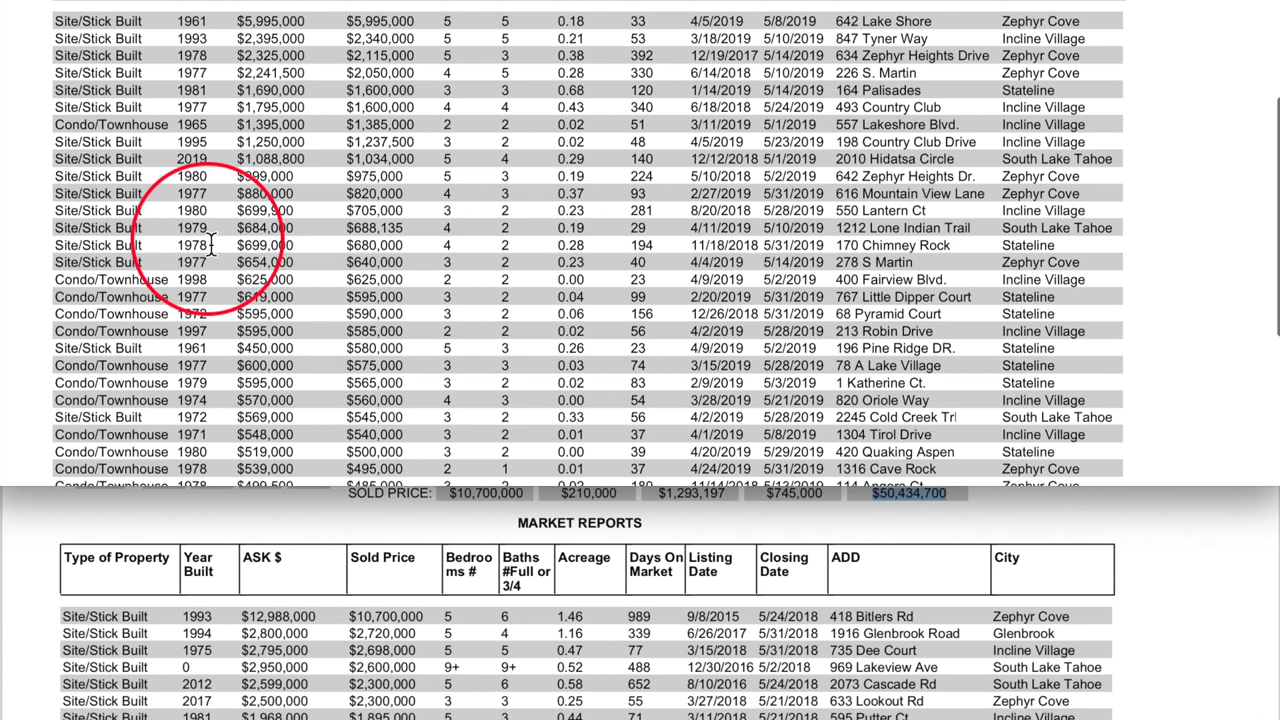 Site/Stick Built 1961 $5,995,000 $5,995,000 5 5 0.18 33 4/5/2019 5/8/2019 642 Lake Shore Zephyr Cove
Site/Stick Built 1993 $2,395,000 $2,340,000 5 5 0.21 53 3/18/2019 5/10/2019 847 Tyner Way Incline Village
Site/Stick Built 1978 $2,325,000 $2,115,000 5 3 0.38 392 12/19/2017 5/14/2019 634 Zephyr Heights Drive Zephyr Cove
Site/Stick Built 1977 $2,241,500 $2,050,000 4 5 0.28 330 6/14/2018 5/10/2019 226 S. Martin Zephyr Cove
Site/Stick Built 1981 $1,690,000 $1,600,000 3 3 0.68 120 1/14/2019 5/14/2019 164 Palisades Stateline
Site/Stick Built 1977 $1,795,000 $1,600,000 4 4 0.43 340 6/18/2018 5/24/2019 493 Country Club Incline Village
Condo/Townhouse 1965 $1,395,000 $1,385,000 2 2 0.02 51 3/11/2019 5/1/2019 557 Lakeshore Blvd. Incline Village
Site/Stick Built 1995 $1,250,000 $1,237,500 3 2 0.02 48 4/5/2019 5/23/2019 198 Country Club Drive Incline Village
Site/Stick Built 2019 $1,088,800 $1,034,000 5 4 0.29 140 12/12/2018 5/1/2019 2010 Hidatsa Circle South Lake Tahoe
Site/Stick Built 1980 $999,000 $975,000 5 3 0.19 224 5/10/2018 5/2/2019 642 Zephyr Heights Dr. Zephyr Cove
Site/Stick Built 1977 $880,000 $820,000 4 3 0.37 93 2/27/2019 5/31/2019 616 Mountain View Lane Zephyr Cove
Site/Stick Built 1980 $699,900 $705,000 3 2 0.23 281 8/20/2018 5/28/2019 550 Lantern Ct Incline Village
Site/Stick Built 1979 $684,000 $688,135 4 2 0.19 29 4/11/2019 5/10/2019 1212 Lone Indian Trail South Lake Tahoe
Site/Stick Built 1978 $699,000 $680,000 4 2 0.28 194 11/18/2018 5/31/2019 170 Chimney Rock Stateline
Site/Stick Built 1977 $654,000 $640,000 3 2 0.23 40 4/4/2019 5/14/2019 278 S Martin Zephyr Cove
Condo/Townhouse 1998 $625,000 $625,000 2 2 0.00 23 4/9/2019 5/2/2019 400 Fairview Blvd. Incline Village
Condo/Townhouse 1977 $619,000 $595,000 3 2 0.04 99 2/20/2019 5/31/2019 767 Little Dipper Court Stateline
Condo/Townhouse 1972 $595,000 $590,000 3 2 0.06 156 12/26/2018 5/31/2019 68 Pyramid Court Stateline
Condo/Townhouse 1997 $595,000 $585,000 2 2 0.02 56 4/2/2019 5/28/2019 213 Robin Drive Incline Village
Site/Stick Built 1961 $450,000 $580,000 5 3 0.26 23 4/9/2019 5/2/2019 196 Pine Ridge DR. Stateline
Condo/Townhouse 1977 $600,000 $575,000 3 3 0.03 74 3/15/2019 5/28/2019 78 A Lake Village Stateline
Condo/Townhouse 1979 $595,000 $565,000 3 2 0.02 83 2/9/2019 5/3/2019 1 Katherine Ct. Stateline
Condo/Townhouse 1974 $570,000 $560,000 4 3 0.00 54 3/28/2019 5/21/2019 820 Oriole Way Incline Village
Site/Stick Built 1972 $569,000 $545,000 3 2 0.33 56 4/2/2019 5/28/2019 2245 Cold Creek Trl South Lake Tahoe
Condo/Townhouse 1971 $548,000 $540,000 3 2 0.01 37 4/1/2019 5/8/2019 1304 Tirol Drive Incline Village
Condo/Townhouse 1980 $519,000 $500,000 3 2 0.00 39 4/20/2019 5/29/2019 420 Quaking Aspen Stateline
Condo/Townhouse 1978 $539,000 $495,000 2 1 0.01 37 4/24/2019 5/31/2019 1316 Cave Rock Zephyr Cove
SOLD PRICE: $10,700,000 $210,000 $1,293,197 $745,000 $50,434,700
MARKET REPORTS
Type of Property Year Built ASK $ Sold Price Bedroo ms # Baths #Full or 3/4 Acreage Days On Market Listing Date Closing Date ADD City
Site/Stick Built 1993 $12,988,000 $10,700,000 5 6 1.46 989 9/8/2015 5/24/2018 418 Bitlers Rd Zephyr Cove
Site/Stick Built 1994 $2,800,000 $2,720,000 5 4 1.16 339 6/26/2017 5/31/2018 1916 Glenbrook Road Glenbrook
Site/Stick Built 1975 $2,795,000 $2,698,000 5 5 0.47 77 3/15/2018 5/31/2018 735 Dee Court Incline Village
Site/Stick Built 0 $2,950,000 $2,600,000 9+ 9+ 0.52 488 12/30/2016 5/2/2018 969 Lakeview Ave South Lake Tahoe
Site/Stick Built 2012 $2,599,000 $2,300,000 5 6 0.58 652 8/10/2016 5/24/2018 2073 Cascade Rd South Lake Tahoe
Site/Stick Built 2017 $2,500,000 $2,300,000 3 3 0.25 55 3/27/2018 5/21/2018 633 Lookout Rd Zephyr Cove
Site/Stick Built 1981 $1,968,000 $1,895,000 5 3 0.44 71 3/11/2018 5/21/2018 595 Putter Ct Incline Village